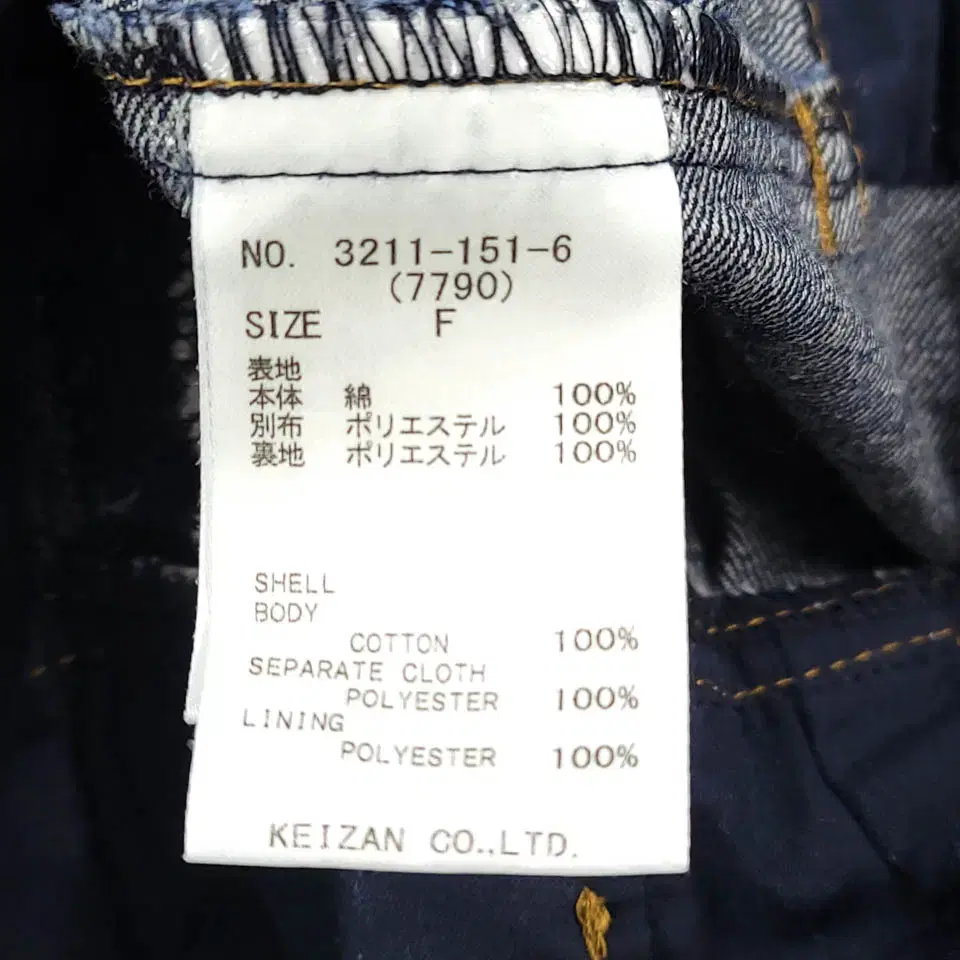 NO. 3211-151-6
(7790)
SIZE F
表地
本体 綿 100%
別布 ポリエステル 100%
裏地 ポリエステル 100%
SHELL
BODY
COTTON 100%
SEPARATE CLOTH
POLYESTER 100%
LINING
POLYESTER 100%
KEIZAN CO.,LTD.